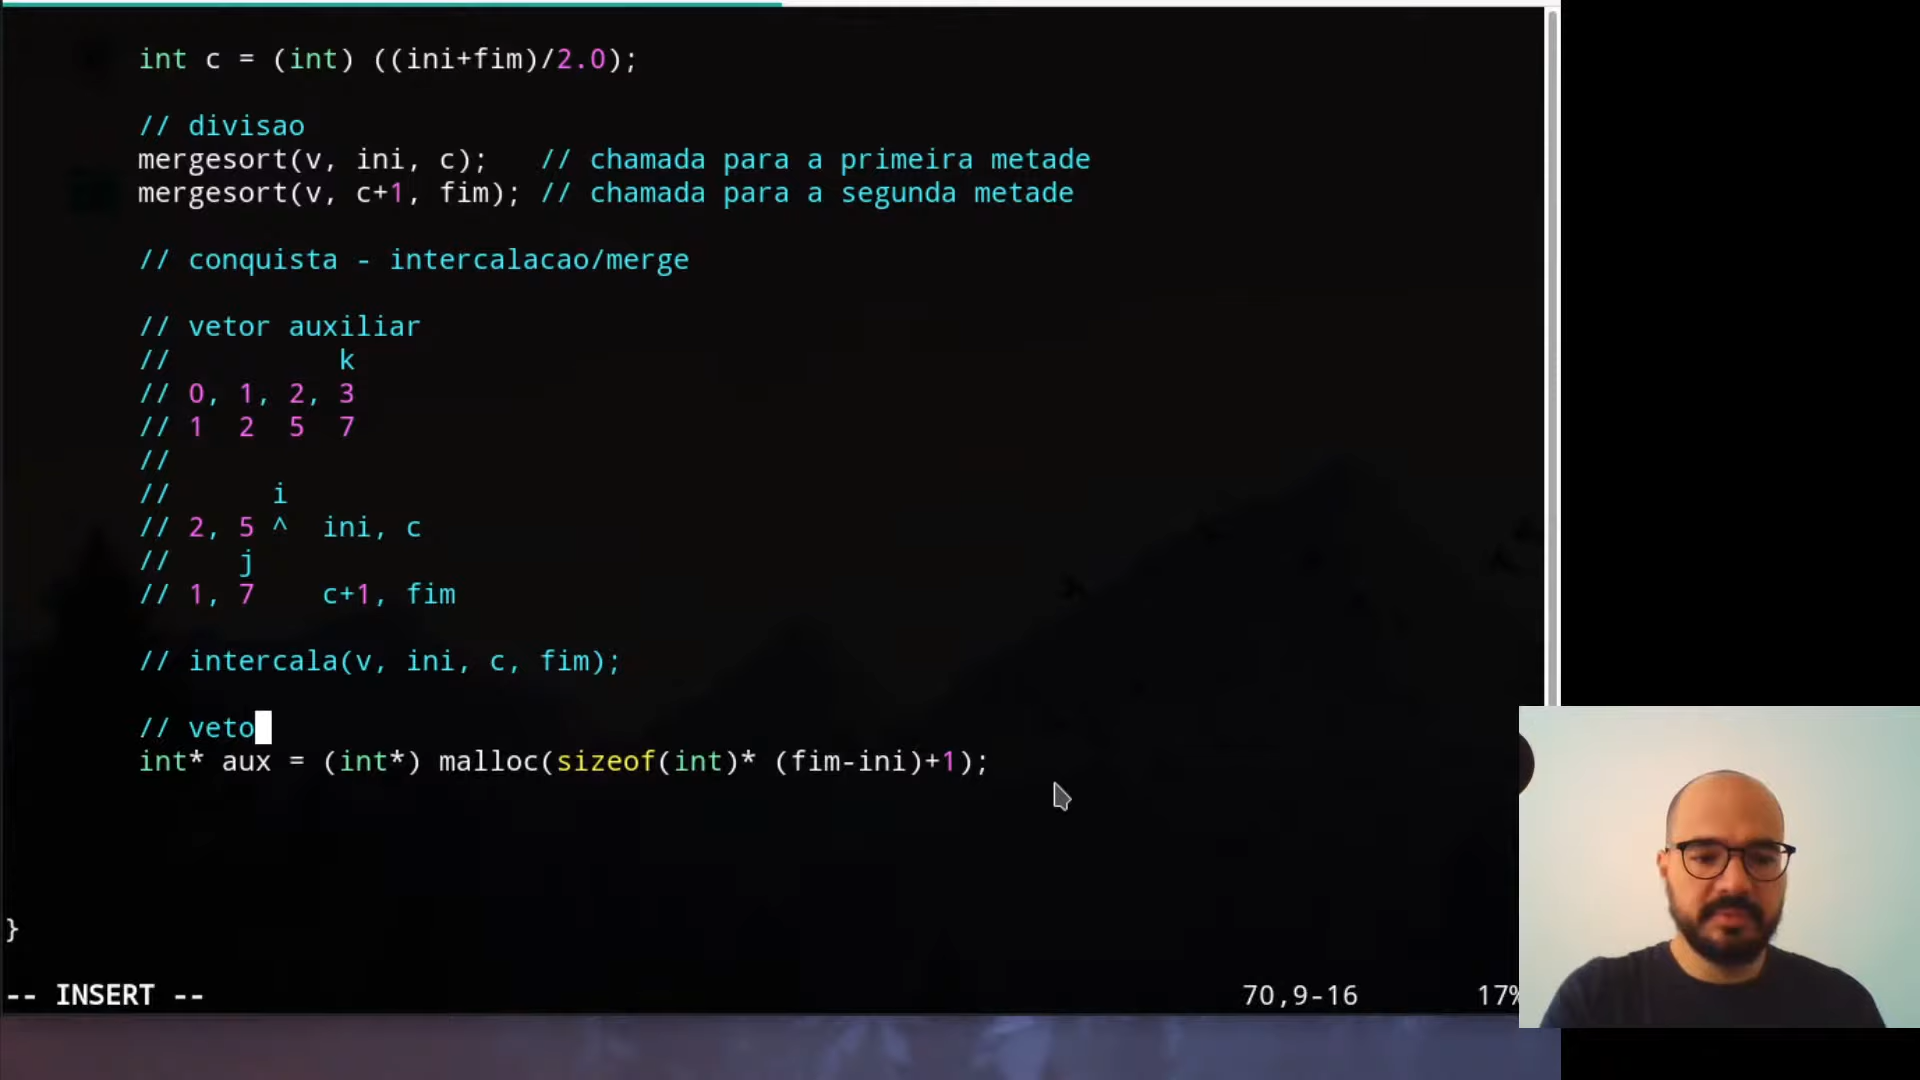 int c = (int) ((ini+fim)/2.0);
// divisao
mergesort(v, ini, c);   // chamada para a primeira metade
mergesort(v, c+1, fim); // chamada para a segunda metade
// conquista - intercalacao/merge
// vetor auxiliar
//          k
// 0, 1, 2, 3
// 1  2  5  7
//
//      i
// 2, 5 ^  ini, c
//    j
// 1, 7    c+1, fim
// intercala(v, ini, c, fim);
// veto
int* aux = (int*) malloc(sizeof(int)* (fim-ini)+1);
}
-- INSERT -- 70,9-16 17%